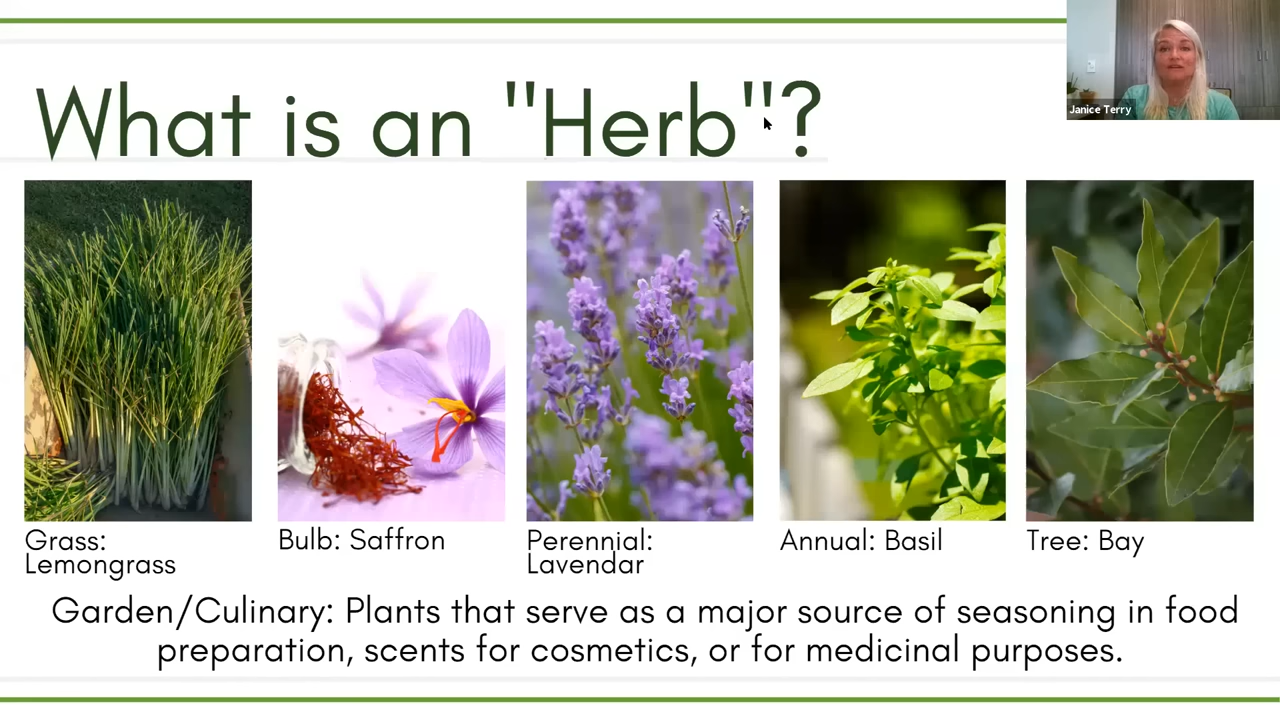 What is an "Herb"?
Janice Terry
Grass:
Lemongrass
Bulb: Saffron
Perennial:
Lavendar
Annual: Basil
Tree: Bay
Garden/Culinary: Plants that serve as a major source of seasoning in food
preparation, scents for cosmetics, or for medicinal purposes.